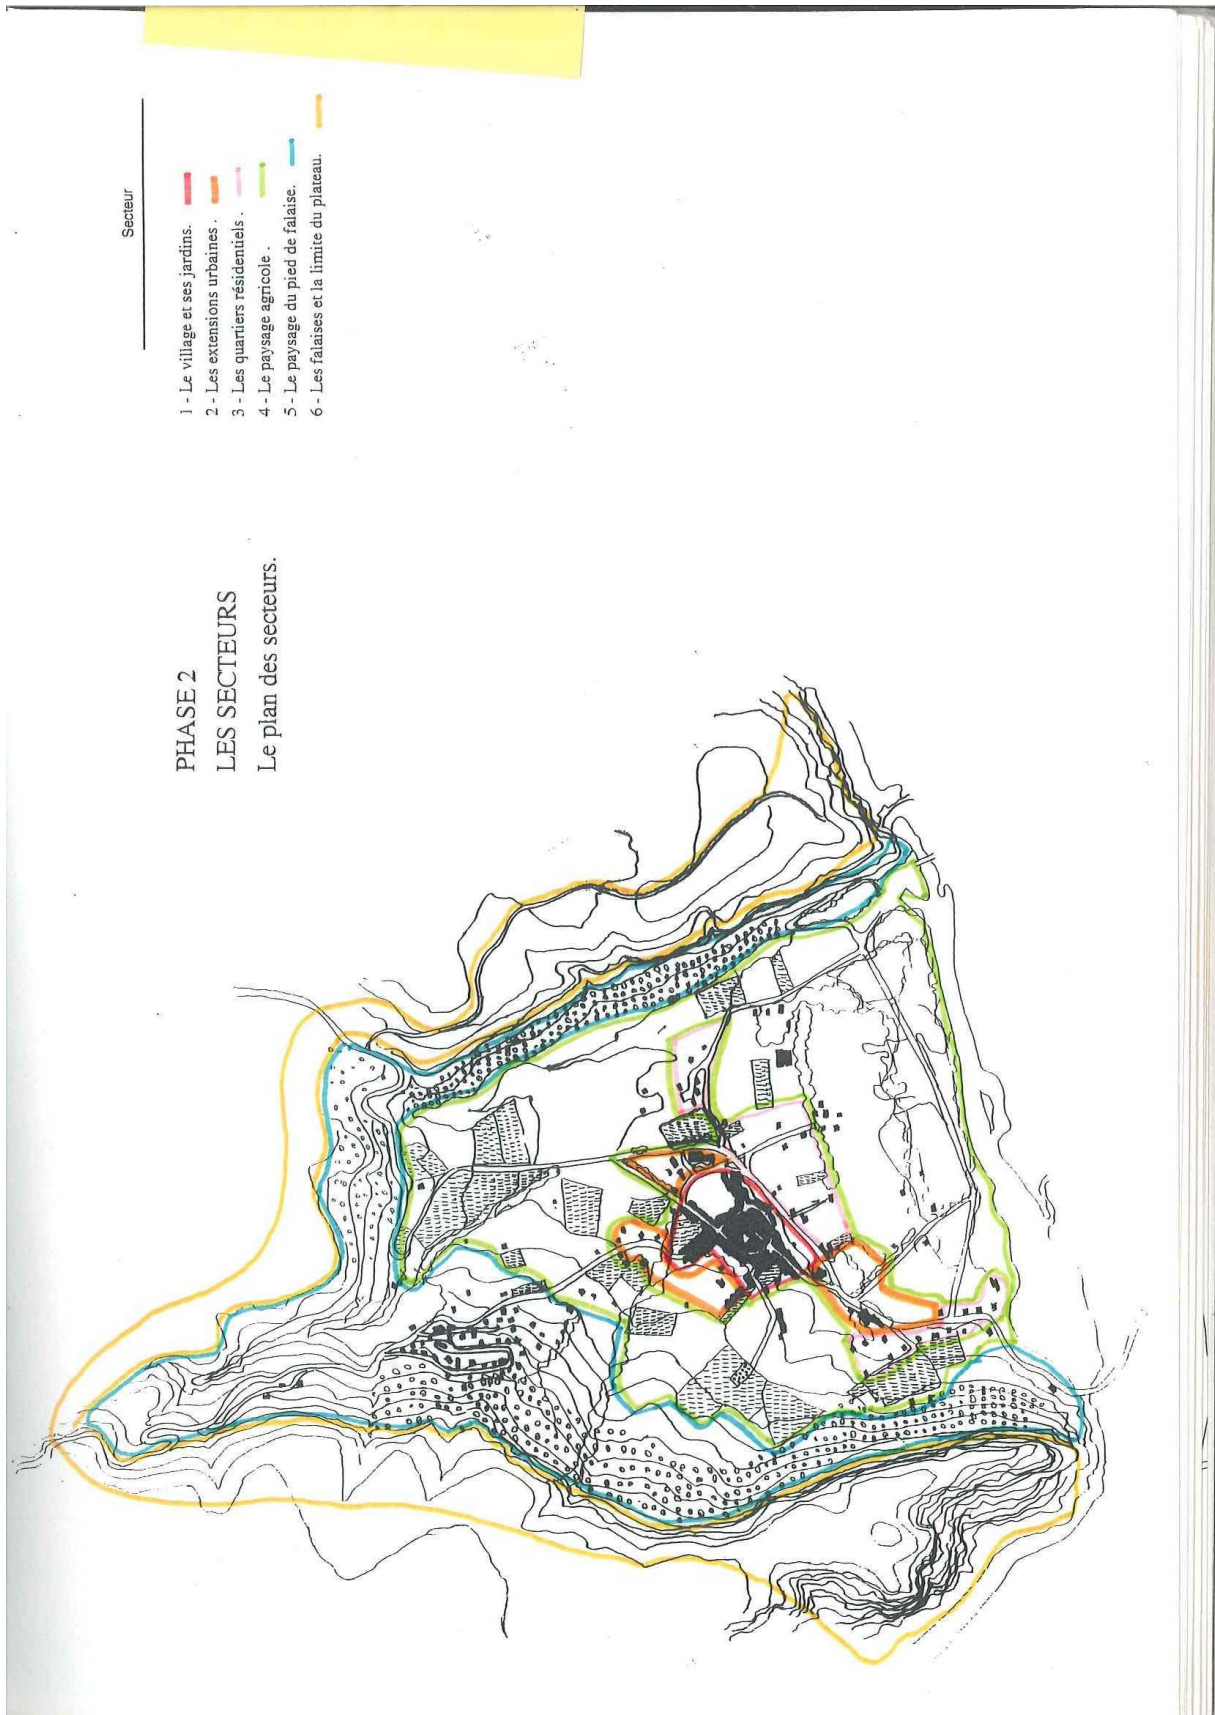 Secteur
1 - Le village et ses jardins.
2 - Les extensions urbaines .
3 - Les quartiers résidentiels .
4 - Le paysage agricole .
5 - Le paysage du pied de falaise.
6 - Les falaises et la limite du plateau.
PHASE 2
LES SECTEURS
Le plan des secteurs.